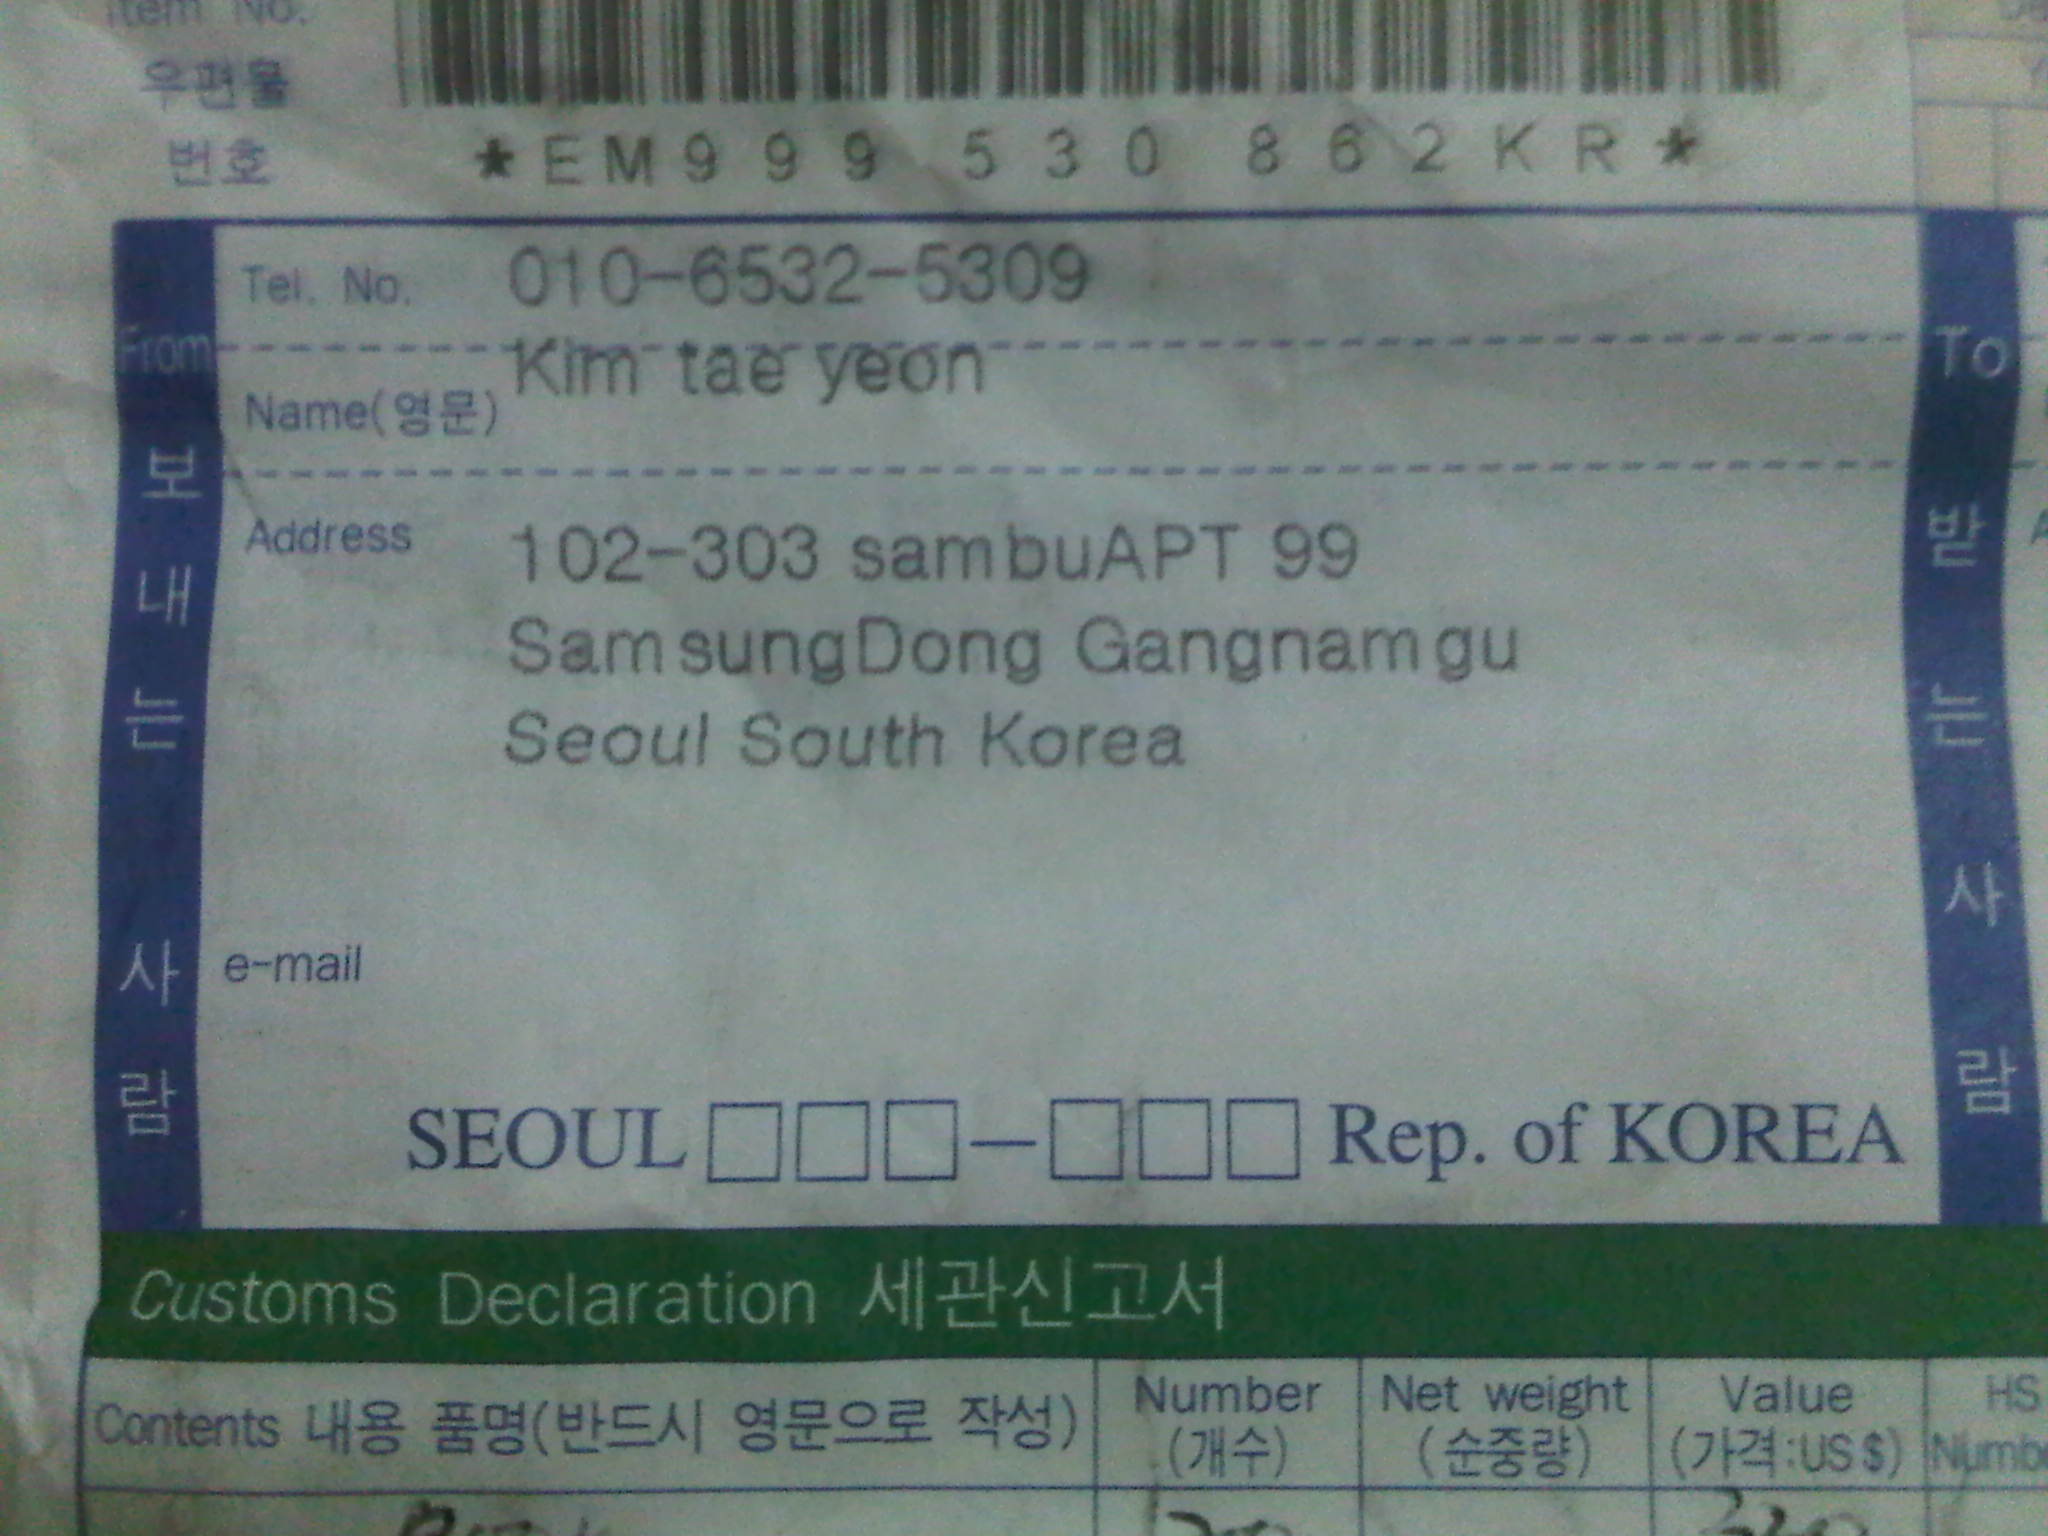 Item No.
우편물
번호
*EM999 530 862KR*
From
보내는 사람
Tel. No. 010-6532-5309
Name(영문) Kim tae yeon
Address 102-303 sambuAPT 99
SamsungDong Gangnamgu
Seoul South Korea
e-mail
SEOUL □□□-□□□ Rep. of KOREA
To
받는 사람
Customs Declaration 세관신고서
Contents 내용 품명(반드시 영문으로 작성)
Number
(개수)
Net weight
(순중량)
Value
(가격:US$)
HS